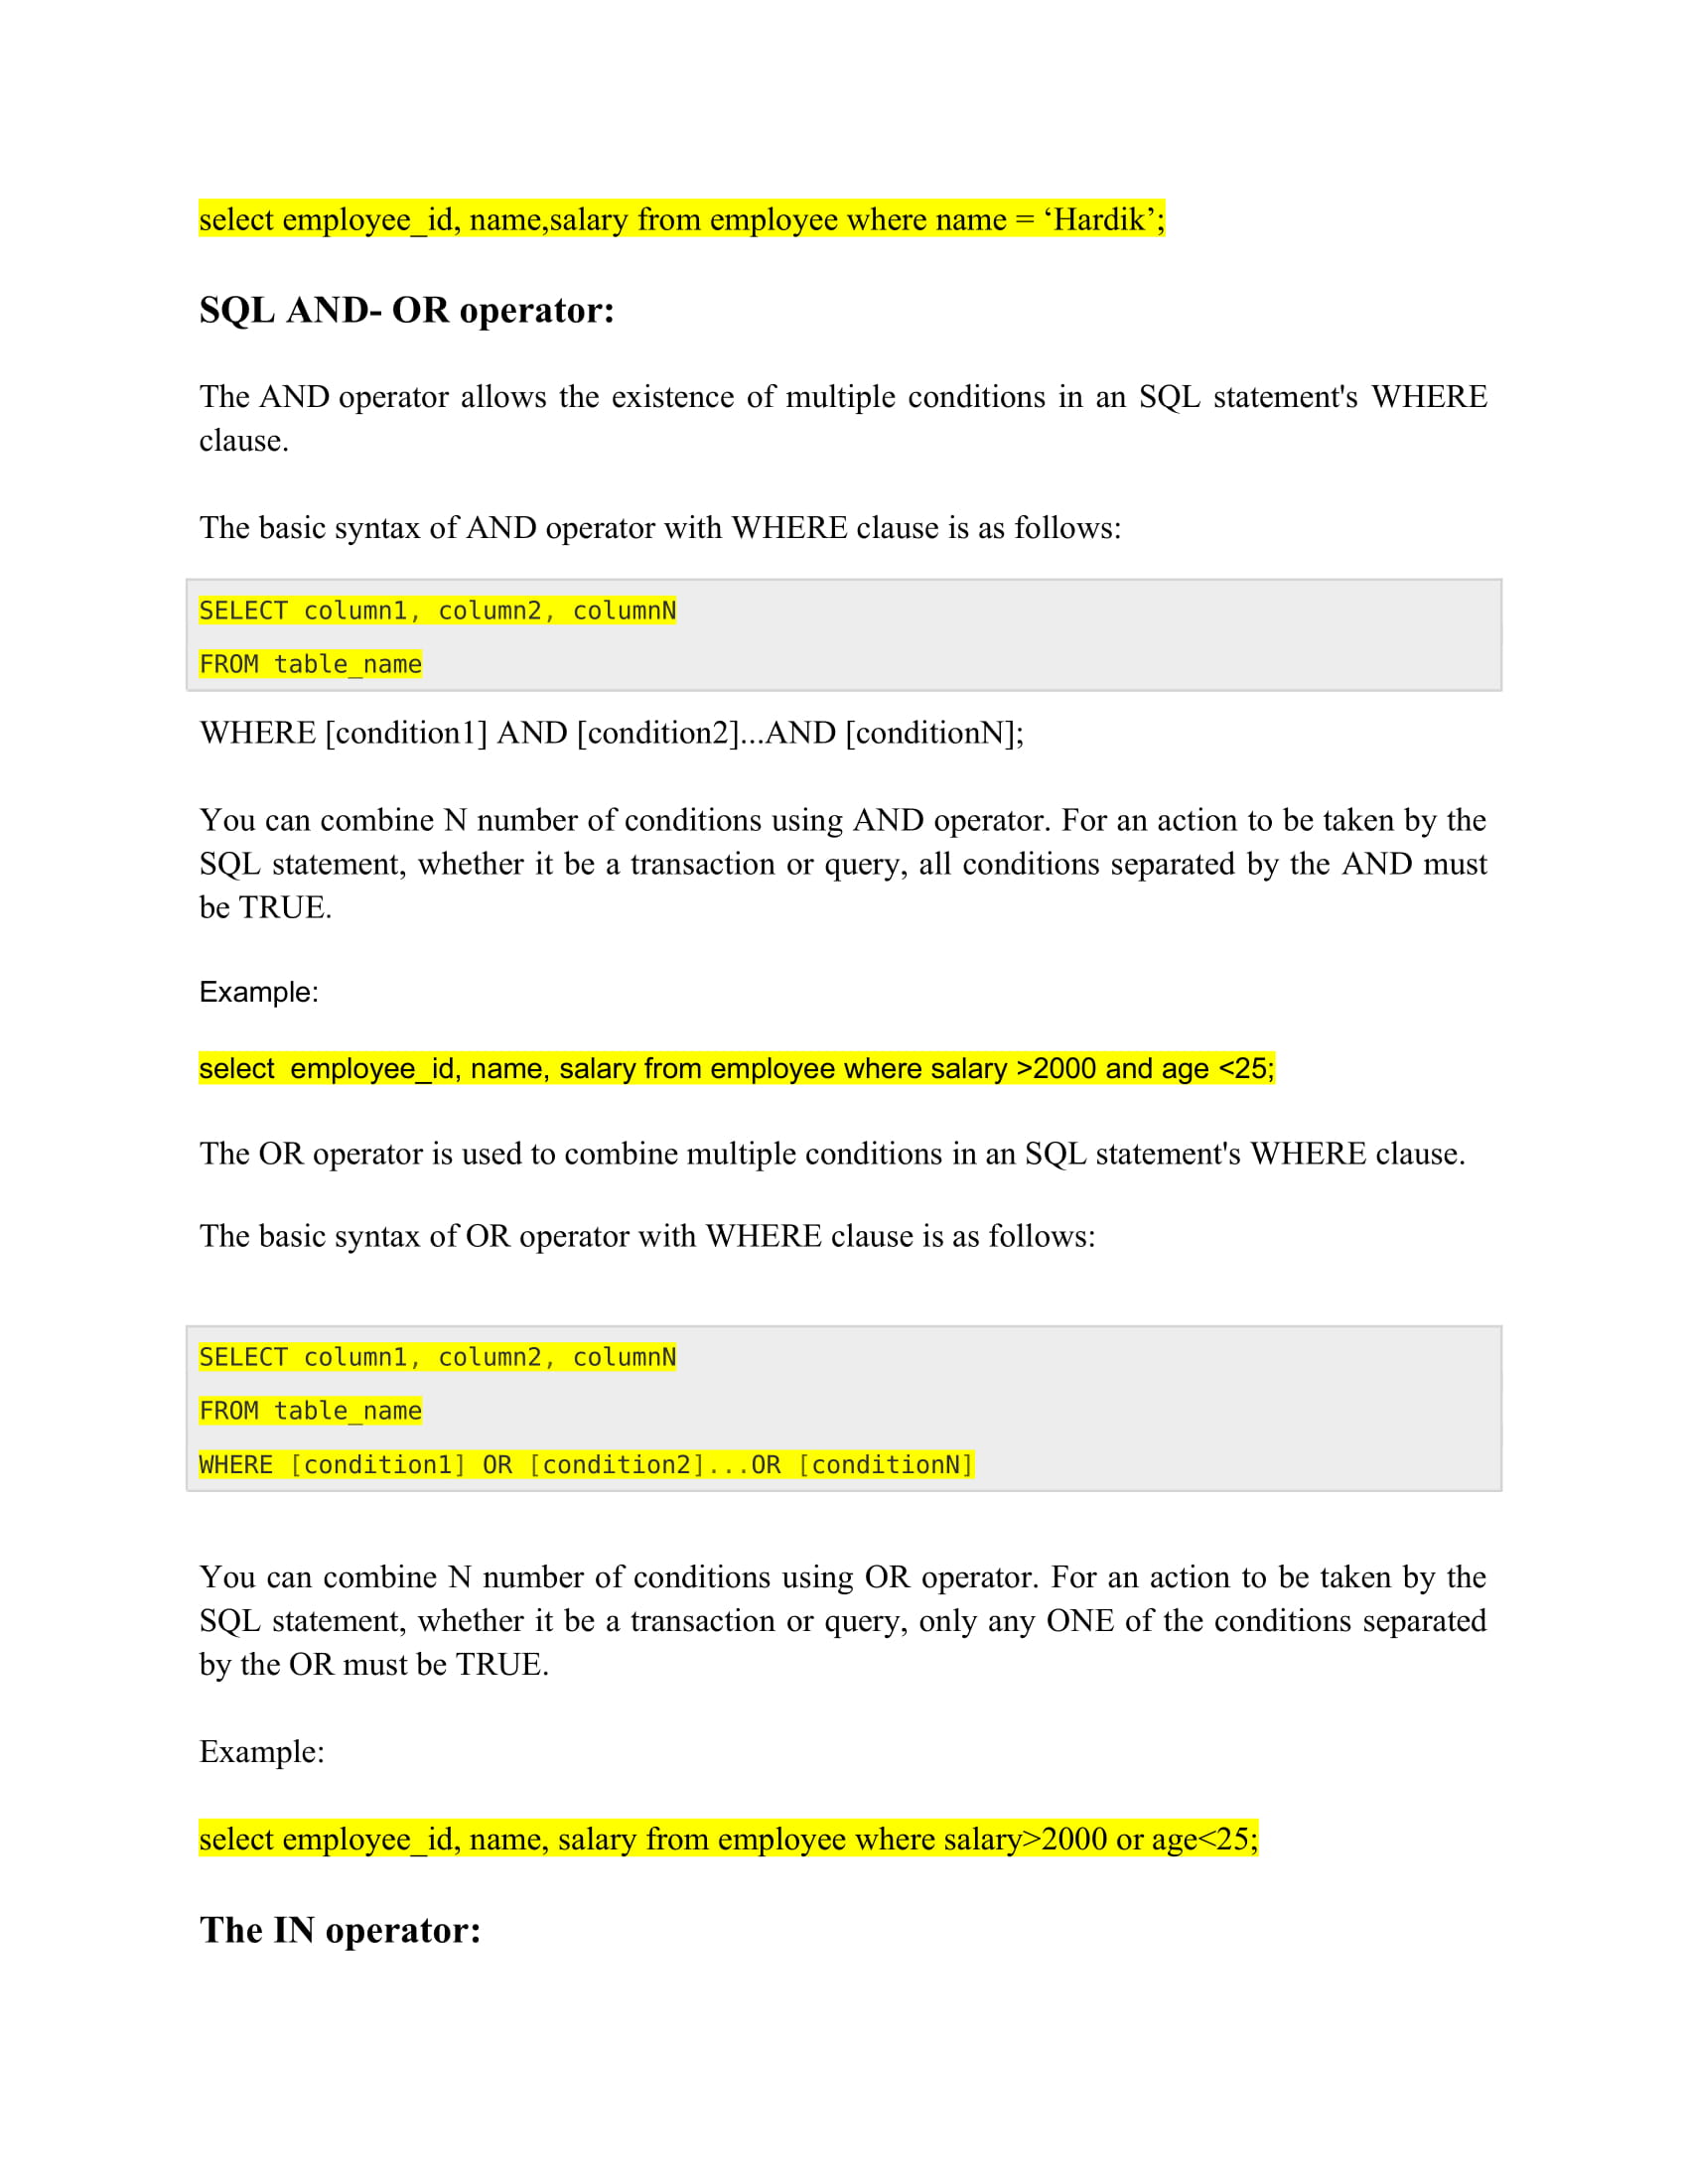 select employee_id, name,salary from employee where name = ‘Hardik’;
SQL AND- OR operator:
The AND operator allows the existence of multiple conditions in an SQL statement's WHERE
clause.
The basic syntax of AND operator with WHERE clause is as follows:
SELECT column1, column2, columnN
FROM table_name
WHERE [condition1] AND [condition2]...AND [conditionN];
You can combine N number of conditions using AND operator. For an action to be taken by the
SQL statement, whether it be a transaction or query, all conditions separated by the AND must
be TRUE.
Example:
select  employee_id, name, salary from employee where salary >2000 and age <25;
The OR operator is used to combine multiple conditions in an SQL statement's WHERE clause.
The basic syntax of OR operator with WHERE clause is as follows:
SELECT column1, column2, columnN
FROM table_name
WHERE [condition1] OR [condition2]...OR [conditionN]
You can combine N number of conditions using OR operator. For an action to be taken by the
SQL statement, whether it be a transaction or query, only any ONE of the conditions separated
by the OR must be TRUE.
Example:
select employee_id, name, salary from employee where salary>2000 or age<25;
The IN operator: